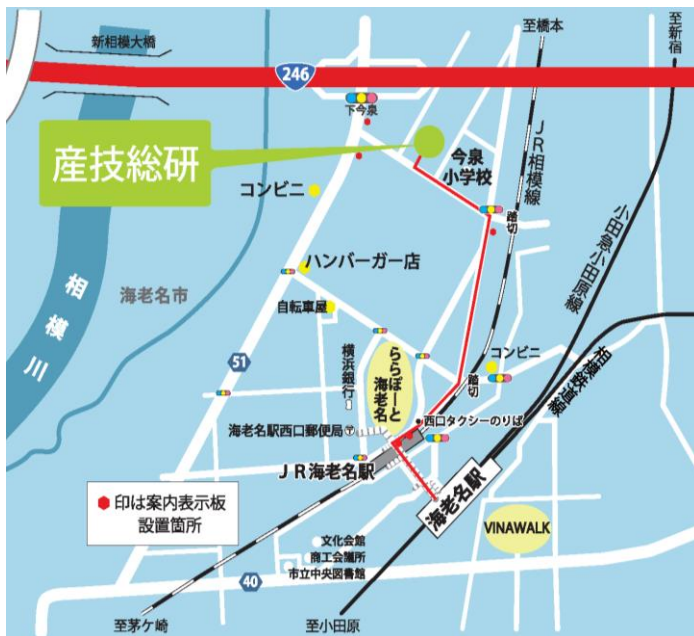 新相模大橋
至橋本
至新宿
246
下今泉
産技総研
今泉
小学校
JR相模線
踏切
小田急小田原線
コンビニ
ハンバーガー店
自転車屋
海老名市
相模川
51
横浜銀行
ららぽーと
海老名
コンビニ
踏切
相模鉄道線
西口タクシーのりば
海老名駅西口郵便局〒
JR海老名駅
海老名駅
VINAWALK
印は案内表示板
設置箇所
文化会館
商工会議所
市立中央図書館
40
至茅ケ崎
至小田原